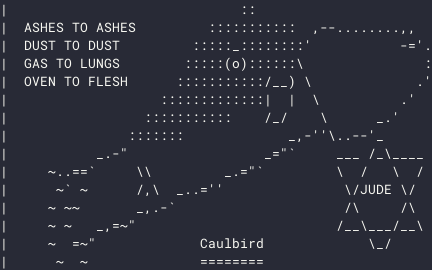 ASHES TO ASHES
DUST TO DUST
GAS TO LUNGS
OVEN TO FLESH
JUDE
Caulbird